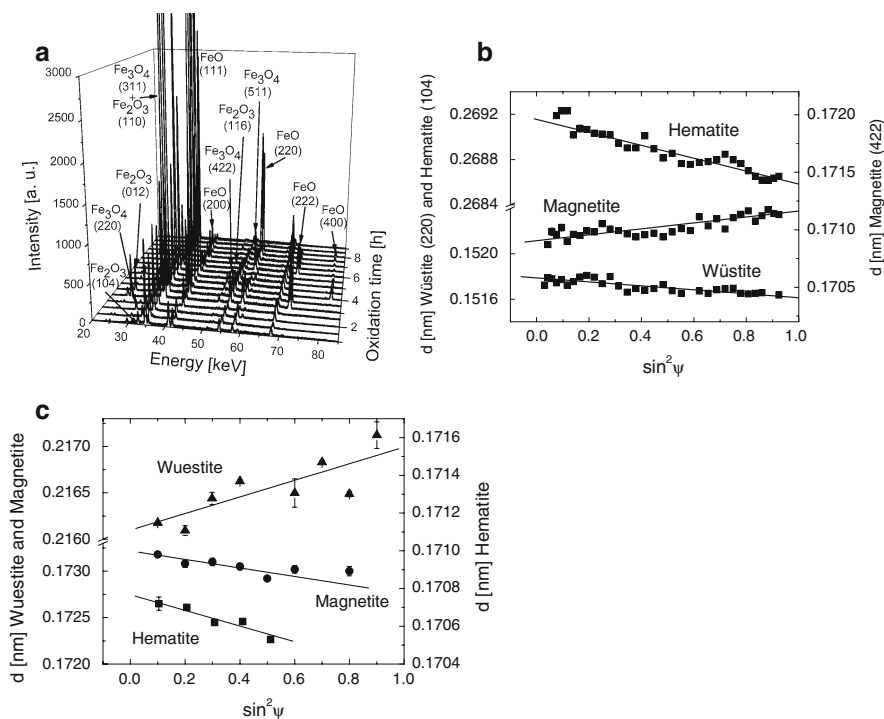 a
3000
2500
2000
1500
1000
500
0
Intensity [a. u.]
Fe3O4
(311)
+
Fe2O3
(110)
FeO
(111)
Fe3O4
(511)
Fe2O3
(116)
FeO
(220)
Fe3O4
(422)
Fe2O3
(012)
FeO
(200)
FeO
(222)
FeO
(400)
Fe3O4
(220)
Fe2O3
(104)
20
30
40
50
60
70
80
Energy [keV]
2
4
6
8
Oxidation time [h]
b
d [nm] Wüstite (220) and Hematite (104)
0.2692
0.2688
0.2684
0.1520
0.1516
Hematite
Magnetite
Wüstite
0.1720
0.1715
0.1710
0.1705
d [nm] Magnetite (422)
0.0 0.2 0.4 0.6 0.8 1.0
sin²ψ
c
d [nm] Wuestite and Magnetite
0.2170
0.2165
0.2160
0.1730
0.1725
0.1720
Wuestite
Magnetite
Hematite
0.1716
0.1714
0.1712
0.1710
0.1708
0.1706
0.1704
d [nm] Hematite
0.0 0.2 0.4 0.6 0.8 1.0
sin²ψ